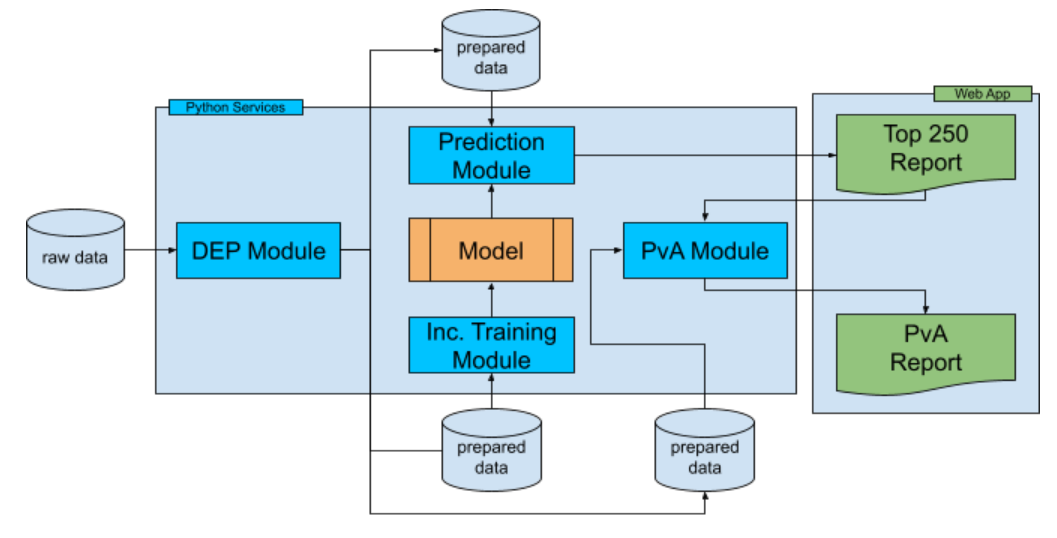 prepared
data
Python Services
Web App
Prediction
Module
Top 250
Report
raw data
DEP Module
Model
PvA Module
Inc. Training
Module
PvA
Report
prepared
data
prepared
data